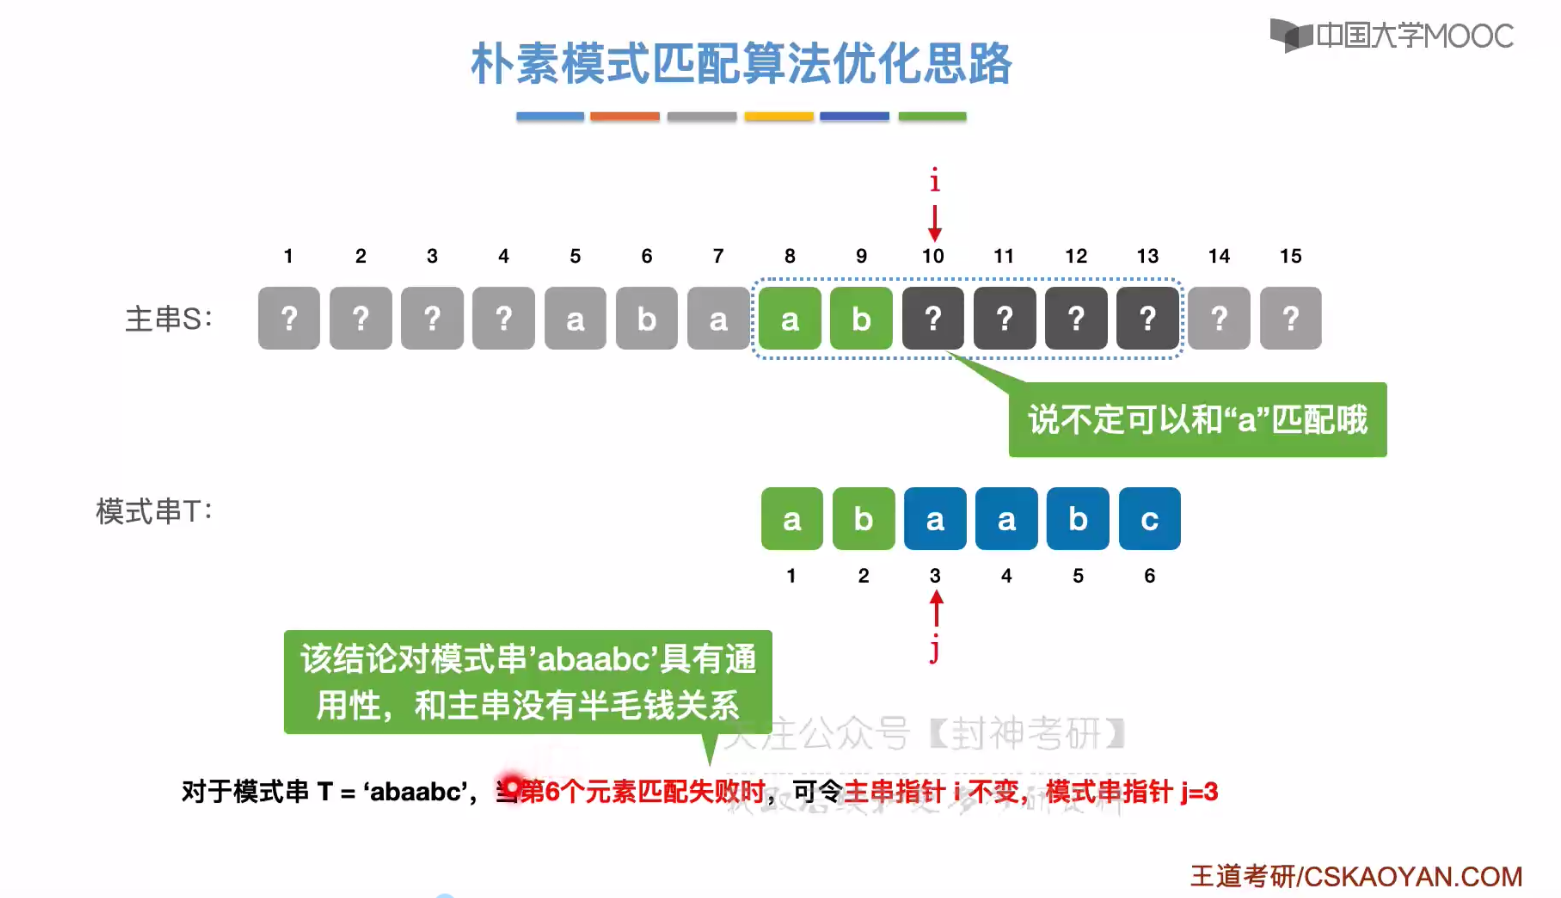 中国大学MOOC
朴素模式匹配算法优化思路
i
1 2 3 4 5 6 7 8 9 10 11 12 13 14 15
主串S: ? ? ? ? a b a a b ? ? ? ? ? ?
说不定可以和“a”匹配哦
模式串T: a b a a b c
1 2 3 4 5 6
j
该结论对模式串’abaabc’具有通
用性，和主串没有半毛钱关系
关注公众号【封神考研】
对于模式串 T = ‘abaabc’，当第6个元素匹配失败时，可令主串指针 i 不变，模式串指针 j=3
王道考研/CSKAOYAN.COM